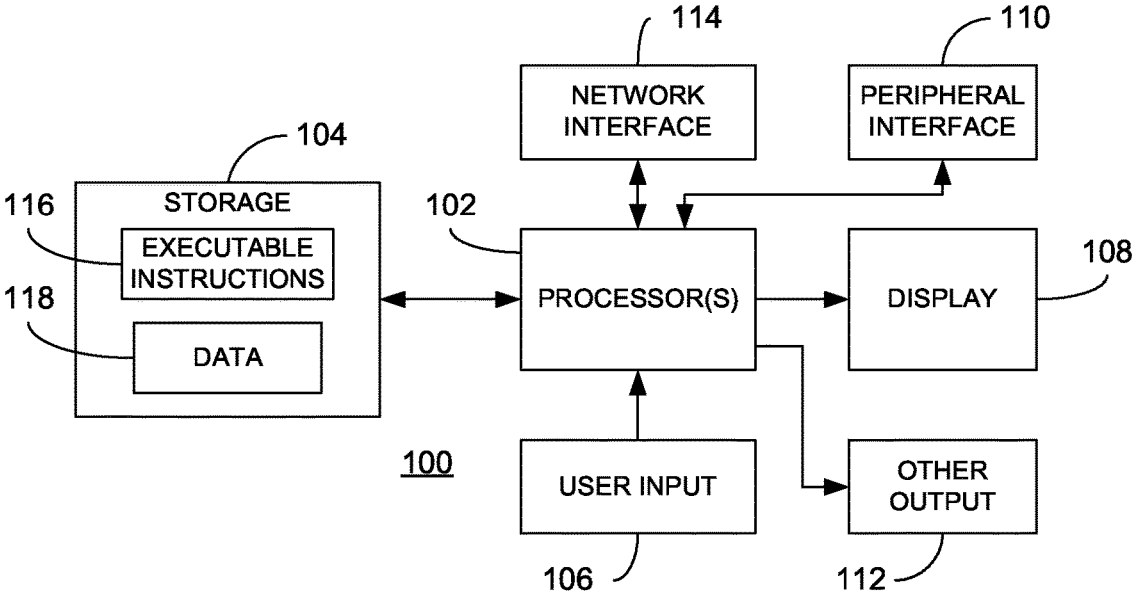 114
110
NETWORK
INTERFACE
PERIPHERAL
INTERFACE
104
STORAGE
116
EXECUTABLE
INSTRUCTIONS
118
DATA
102
PROCESSOR(S)
DISPLAY
108
100
USER INPUT
OTHER
OUTPUT
106
112